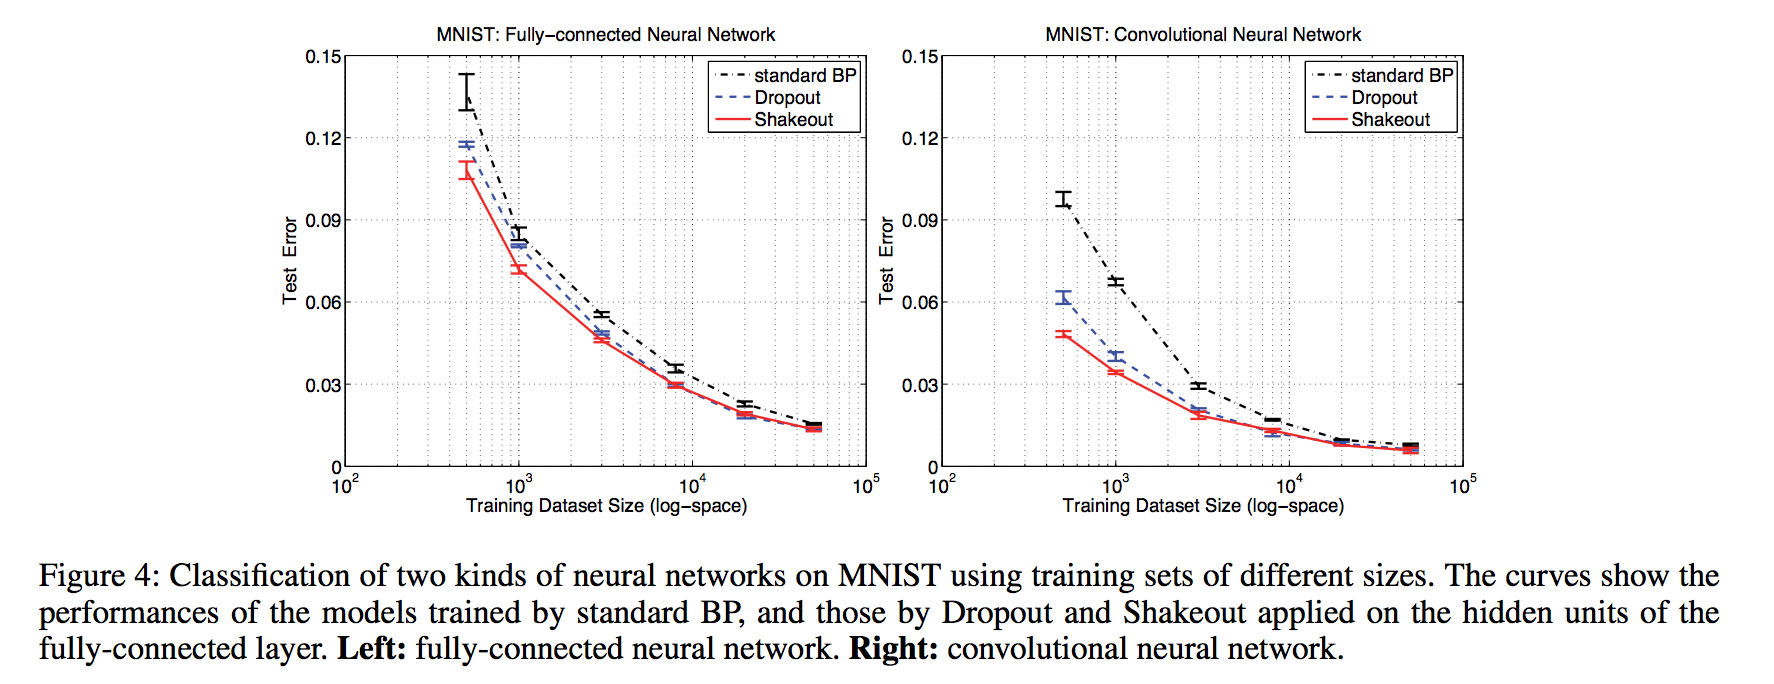 MNIST: Fully−connected Neural Network
0.15
0.12
0.09
0.06
0.03
0
Test Error
standard BP
Dropout
Shakeout
10^2
10^3
10^4
10^5
Training Dataset Size (log−space)
MNIST: Convolutional Neural Network
0.15
0.12
0.09
0.06
0.03
0
Test Error
standard BP
Dropout
Shakeout
10^2
10^3
10^4
10^5
Training Dataset Size (log−space)
Figure 4: Classification of two kinds of neural networks on MNIST using training sets of different sizes. The curves show the
performances of the models trained by standard BP, and those by Dropout and Shakeout applied on the hidden units of the
fully-connected layer. Left: fully-connected neural network. Right: convolutional neural network.